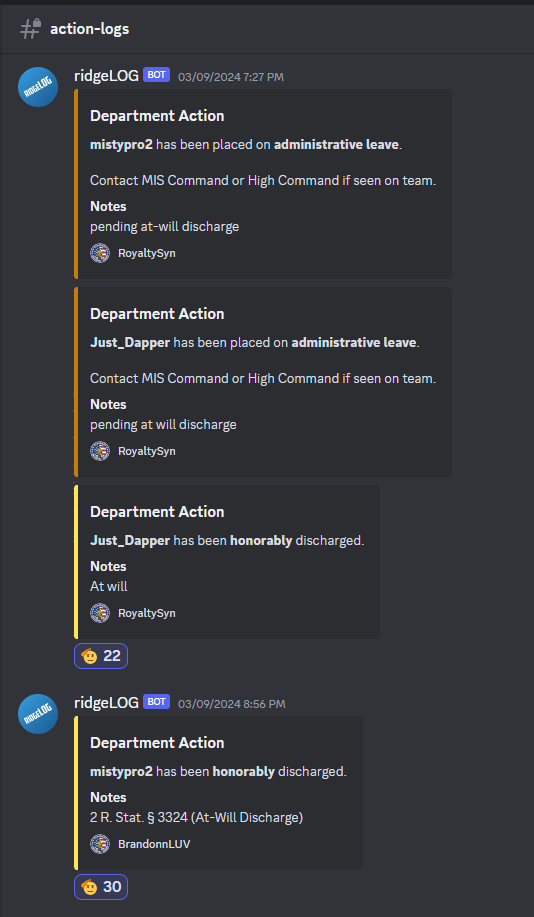 action-logs
ridgeLOG BOT 03/09/2024 7:27 PM
RIDGELOG
Department Action
mistypro2 has been placed on administrative leave.
Contact MIS Command or High Command if seen on team.
Notes
pending at-will discharge
RoyaltySyn
Department Action
Just_Dapper has been placed on administrative leave.
Contact MIS Command or High Command if seen on team.
Notes
pending at will discharge
RoyaltySyn
Department Action
Just_Dapper has been honorably discharged.
Notes
At will
RoyaltySyn
22
ridgeLOG BOT 03/09/2024 8:56 PM
RIDGELOG
Department Action
mistypro2 has been honorably discharged.
Notes
2 R. Stat. § 3324 (At-Will Discharge)
BrandonnLUV
30